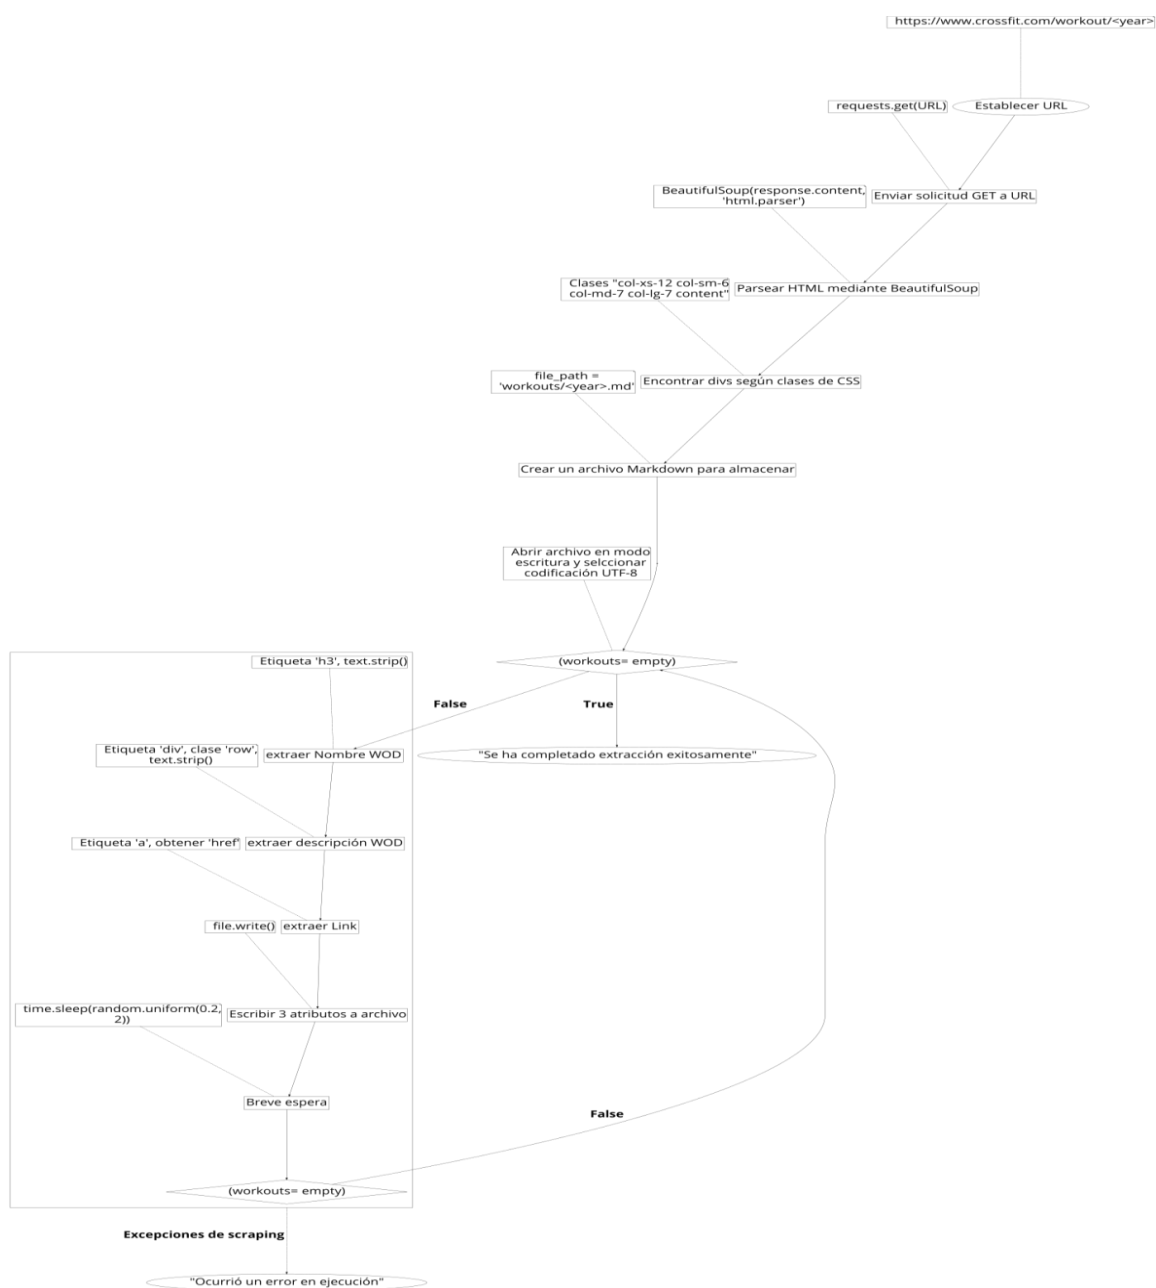 https://www.crossfit.com/workout/<year>
requests.get(URL)
Establecer URL
BeautifulSoup(response.content,
'html.parser')
Enviar solicitud GET a URL
Clases "col-xs-12 col-sm-6
col-md-7 col-lg-7 content"
Parsear HTML mediante BeautifulSoup
file_path =
'workouts/<year>.md'
Encontrar divs según clases de CSS
Crear un archivo Markdown para almacenar
Abrir archivo en modo
escritura y selccionar
codificación UTF-8
Etiqueta 'h3', text.strip()
(workouts= empty)
False
True
Etiqueta 'div', clase 'row',
text.strip()
extraer Nombre WOD
"Se ha completado extracción exitosamente"
Etiqueta 'a', obtener 'href'
extraer descripción WOD
file.write()
extraer Link
time.sleep(random.uniform(0.2,
2))
Escribir 3 atributos a archivo
Breve espera
False
(workouts= empty)
Excepciones de scraping
"Ocurrió un error en ejecución"